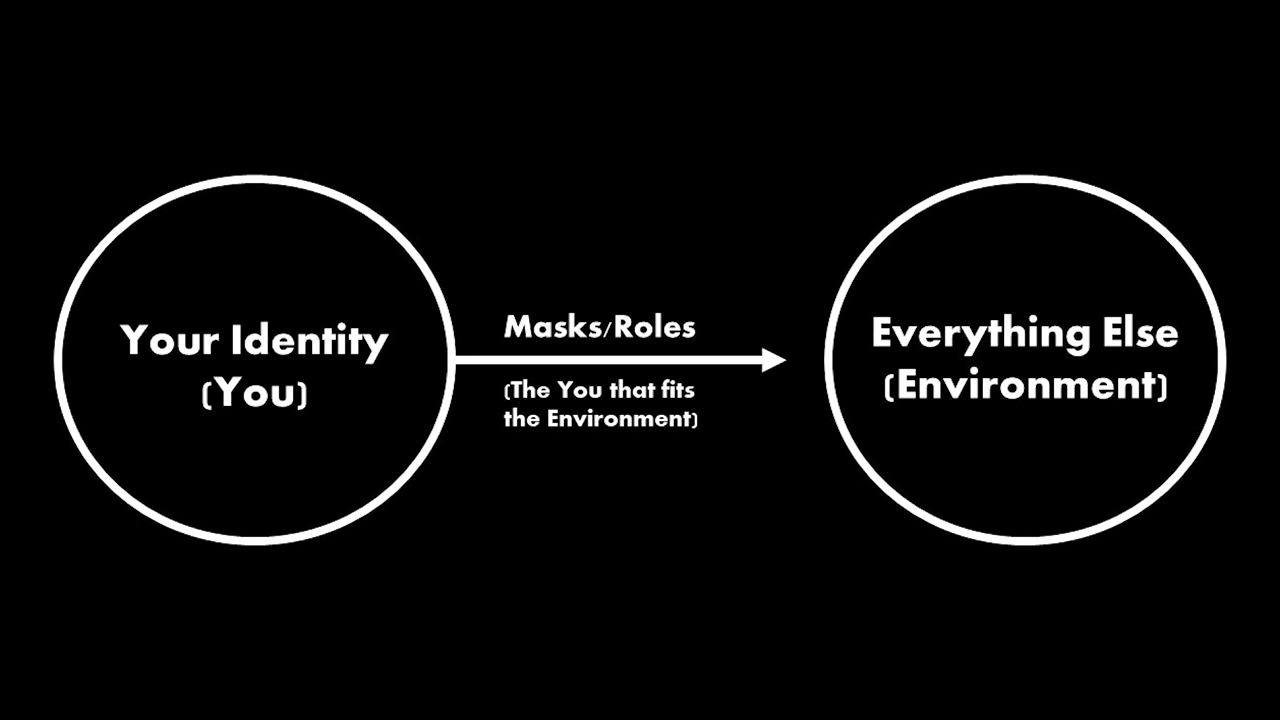 Your Identity
(You)
Masks/Roles
(The You that fits
the Environment)
Everything Else
(Environment)